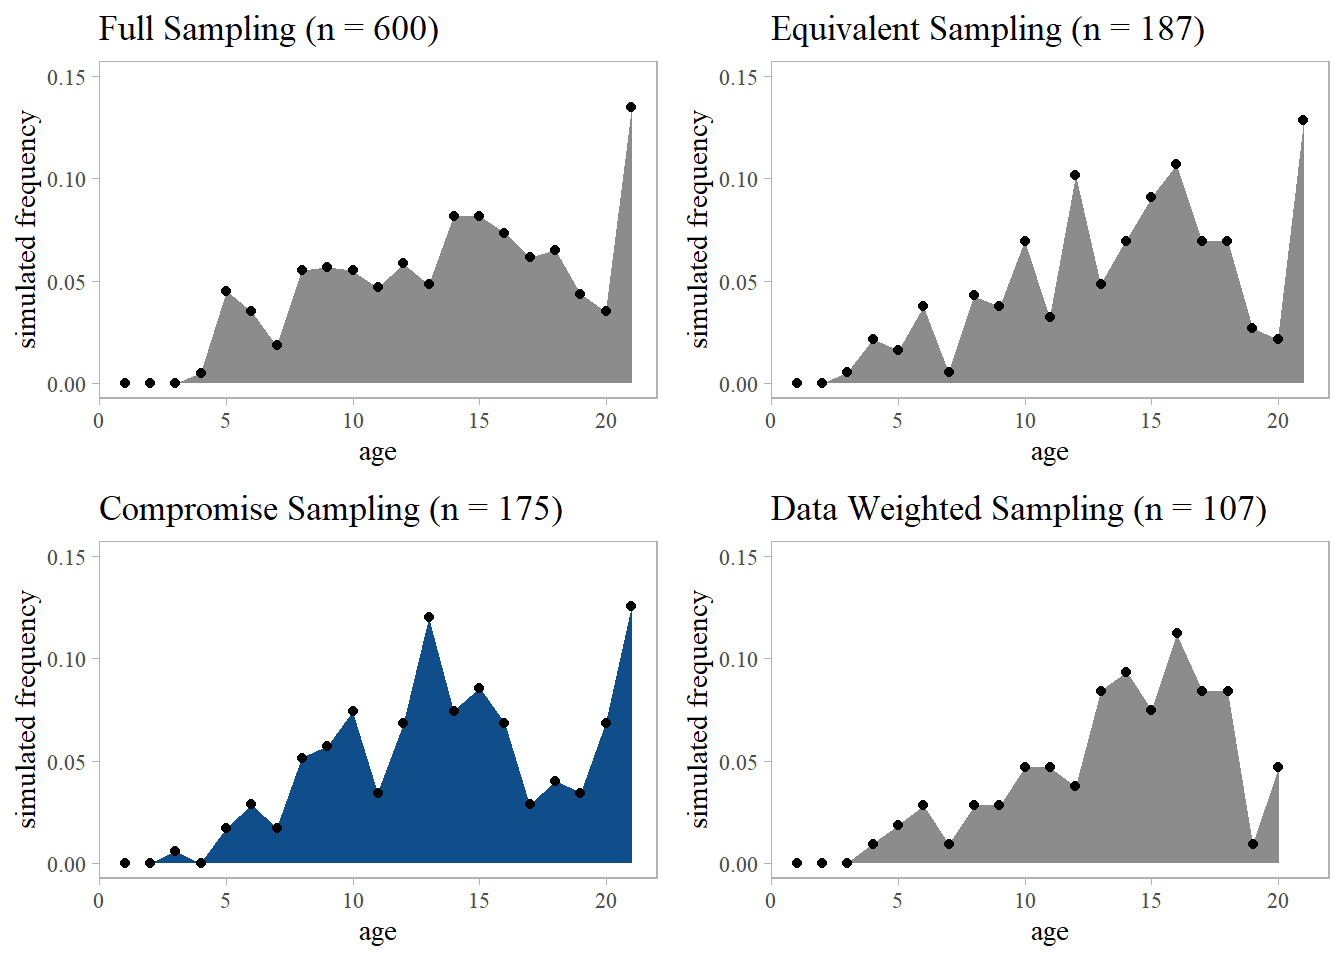 Full Sampling (n = 600)
simulated frequency
0.15
0.10
0.05
0.00
0 5 10 15 20
age
Equivalent Sampling (n = 187)
simulated frequency
0.15
0.10
0.05
0.00
0 5 10 15 20
age
Compromise Sampling (n = 175)
simulated frequency
0.15
0.10
0.05
0.00
0 5 10 15 20
age
Data Weighted Sampling (n = 107)
simulated frequency
0.15
0.10
0.05
0.00
0 5 10 15 20
age